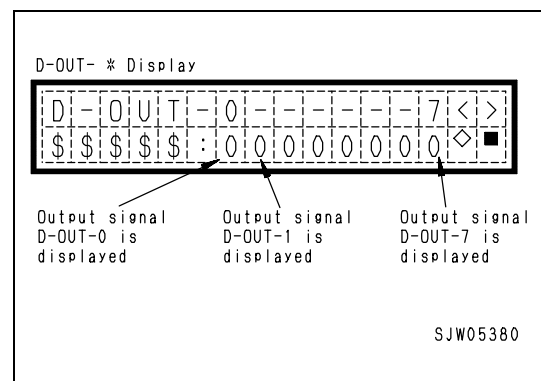 D-OUT- * Display
D-OUT-0------7<>
$$$$$:00000000◇■
Output signal
D-OUT-0 is
displayed
Output signal
D-OUT-1 is
displayed
Output signal
D-OUT-7 is
displayed
SJW05380